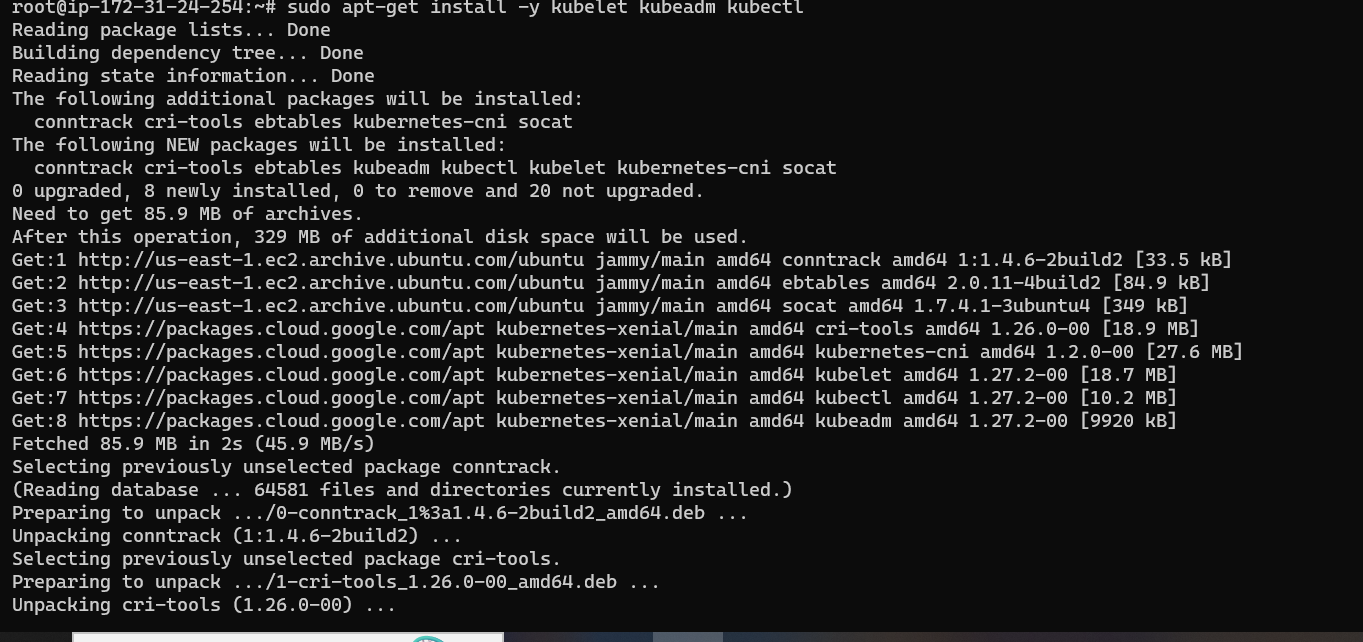 root@ip-172-31-24-254:~# sudo apt-get install -y kubelet kubeadm kubectl
Reading package lists... Done
Building dependency tree... Done
Reading state information... Done
The following additional packages will be installed:
  conntrack cri-tools ebtables kubernetes-cni socat
The following NEW packages will be installed:
  conntrack cri-tools ebtables kubeadm kubectl kubelet kubernetes-cni socat
0 upgraded, 8 newly installed, 0 to remove and 20 not upgraded.
Need to get 85.9 MB of archives.
After this operation, 329 MB of additional disk space will be used.
Get:1 http://us-east-1.ec2.archive.ubuntu.com/ubuntu jammy/main amd64 conntrack amd64 1:1.4.6-2build2 [33.5 kB]
Get:2 http://us-east-1.ec2.archive.ubuntu.com/ubuntu jammy/main amd64 ebtables amd64 2.0.11-4build2 [84.9 kB]
Get:3 http://us-east-1.ec2.archive.ubuntu.com/ubuntu jammy/main amd64 socat amd64 1.7.4.1-3ubuntu4 [349 kB]
Get:4 https://packages.cloud.google.com/apt kubernetes-xenial/main amd64 cri-tools amd64 1.26.0-00 [18.9 MB]
Get:5 https://packages.cloud.google.com/apt kubernetes-xenial/main amd64 kubernetes-cni amd64 1.2.0-00 [27.6 MB]
Get:6 https://packages.cloud.google.com/apt kubernetes-xenial/main amd64 kubelet amd64 1.27.2-00 [18.7 MB]
Get:7 https://packages.cloud.google.com/apt kubernetes-xenial/main amd64 kubectl amd64 1.27.2-00 [10.2 MB]
Get:8 https://packages.cloud.google.com/apt kubernetes-xenial/main amd64 kubeadm amd64 1.27.2-00 [9920 kB]
Fetched 85.9 MB in 2s (45.9 MB/s)
Selecting previously unselected package conntrack.
(Reading database ... 64581 files and directories currently installed.)
Preparing to unpack .../0-conntrack_1%3a1.4.6-2build2_amd64.deb ...
Unpacking conntrack (1:1.4.6-2build2) ...
Selecting previously unselected package cri-tools.
Preparing to unpack .../1-cri-tools_1.26.0-00_amd64.deb ...
Unpacking cri-tools (1.26.0-00) ...